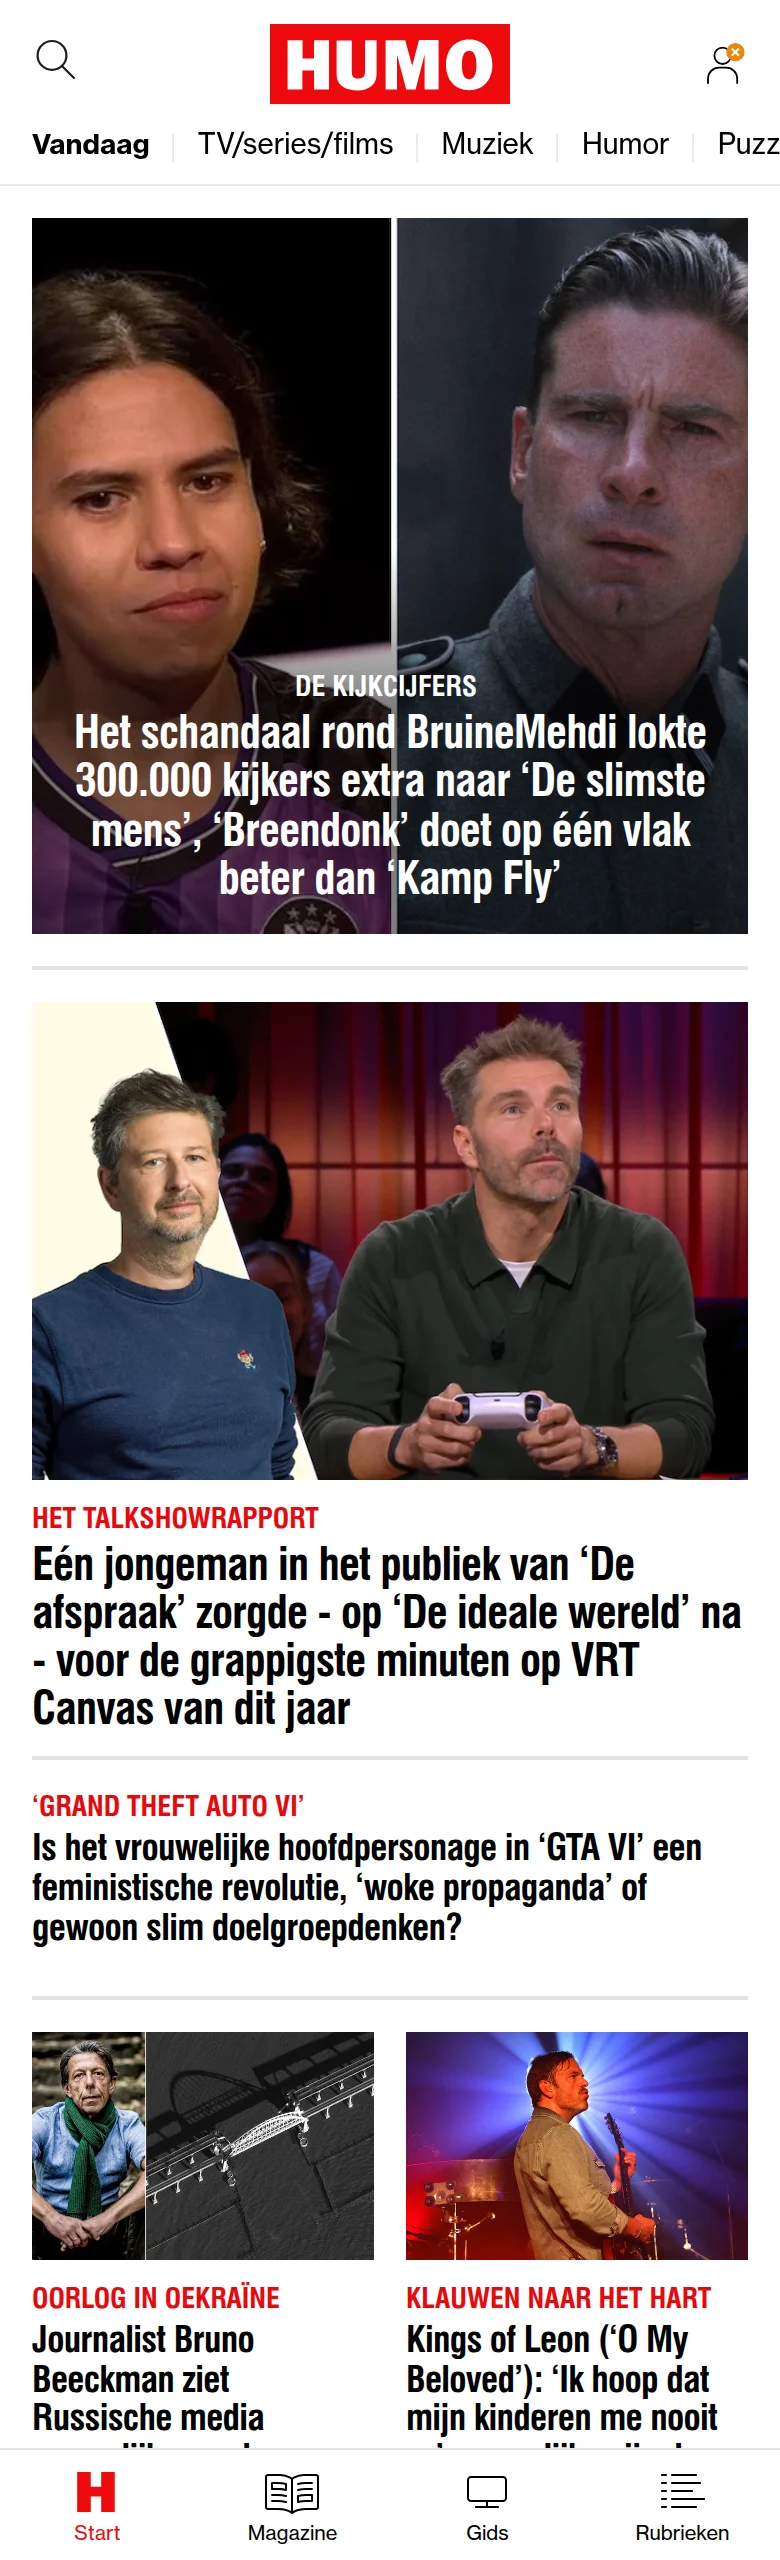 HUMO
Vandaag
TV/series/films
Muziek
Humor
Puzz
DE KIJKCIJFERS
Het schandaal rond BruineMehdi lokte
300.000 kijkers extra naar ‘De slimste
mens’, ‘Breendonk’ doet op één vlak
beter dan ‘Kamp Fly’
HET TALKSHOWRAPPORT
Eén jongeman in het publiek van ‘De
afspraak’ zorgde - op ‘De ideale wereld’ na
- voor de grappigste minuten op VRT
Canvas van dit jaar
‘GRAND THEFT AUTO VI’
Is het vrouwelijke hoofdpersonage in ‘GTA VI’ een
feministische revolutie, ‘woke propaganda’ of
gewoon slim doelgroepdenken?
OORLOG IN OEKRAÏNE
Journalist Bruno
Beeckman ziet
Russische media
KLAUWEN NAAR HET HART
Kings of Leon (‘O My
Beloved’): ‘Ik hoop dat
mijn kinderen me nooit
H
Start
Magazine
Gids
Rubrieken